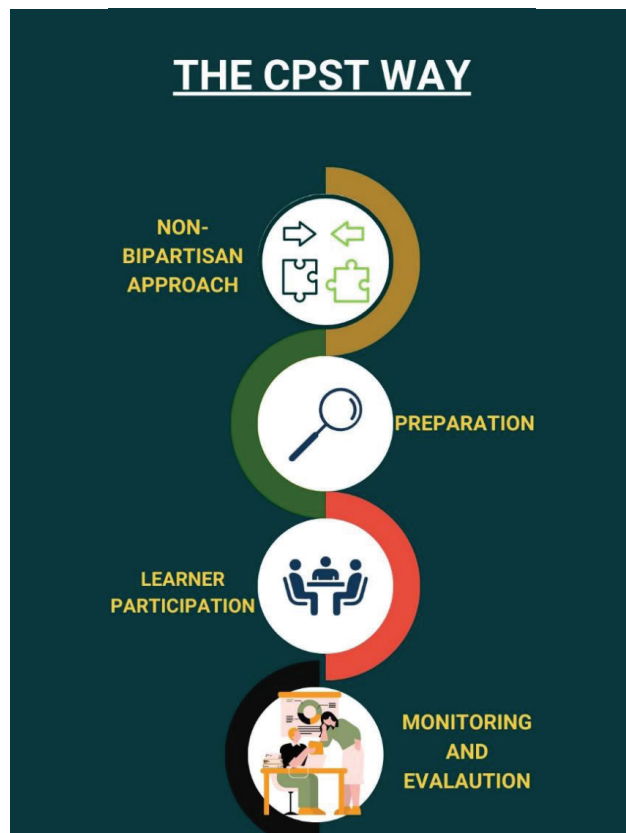 THE CPST WAY
NON-
BIPARTISAN
APPROACH
PREPARATION
LEARNER
PARTICIPATION
MONITORING
AND
EVALAUTION